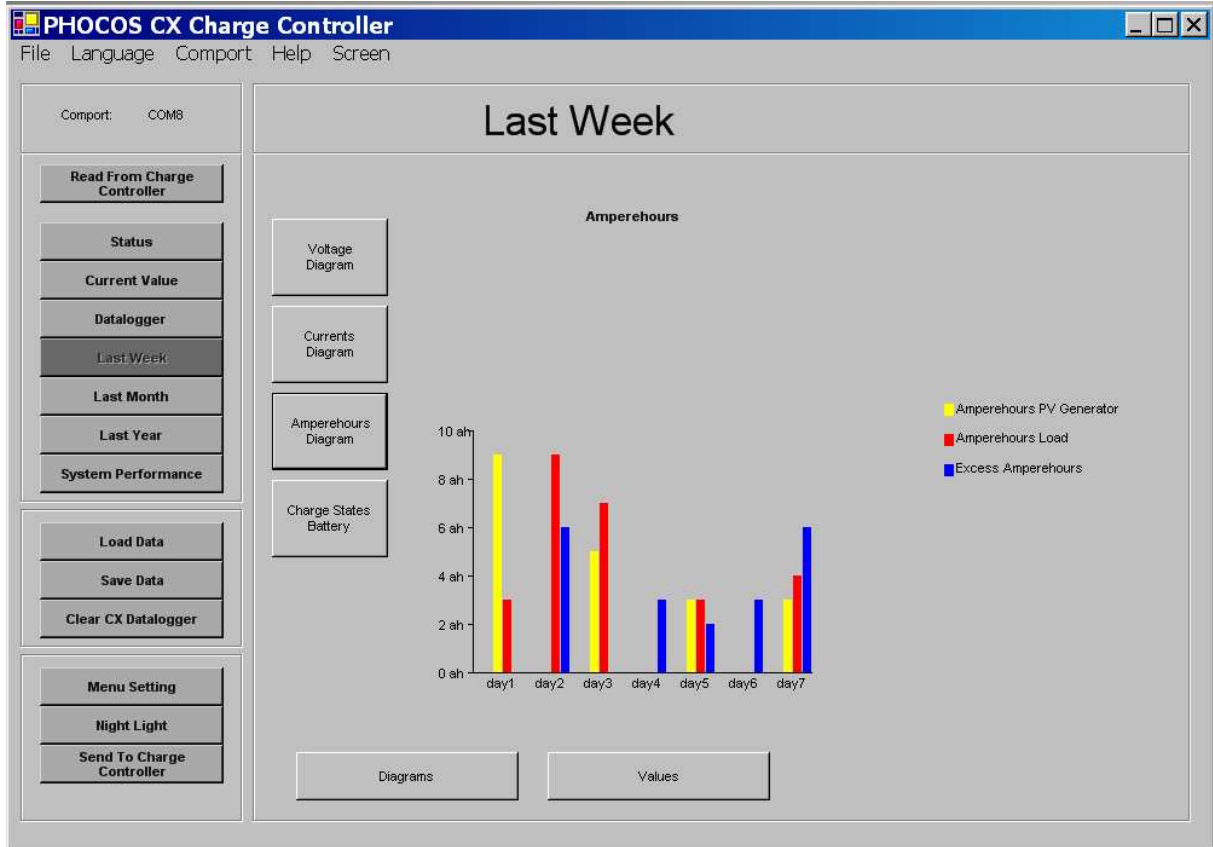 PHOCOS CX Charge Controller
File Language Comport Help Screen
Comport: COM8
Last Week
Read From Charge
Controller
Status
Current Value
Datalogger
Last Week
Last Month
Last Year
System Performance
Load Data
Save Data
Clear CX Datalogger
Menu Setting
Night Light
Send To Charge
Controller
Voltage
Diagram
Currents
Diagram
Amperehours
Diagram
Charge States
Battery
Amperehours
10 ah
8 ah
6 ah
4 ah
2 ah
0 ah
day1 day2 day3 day4 day5 day6 day7
Amperehours PV Generator
Amperehours Load
Excess Amperehours
Diagrams
Values